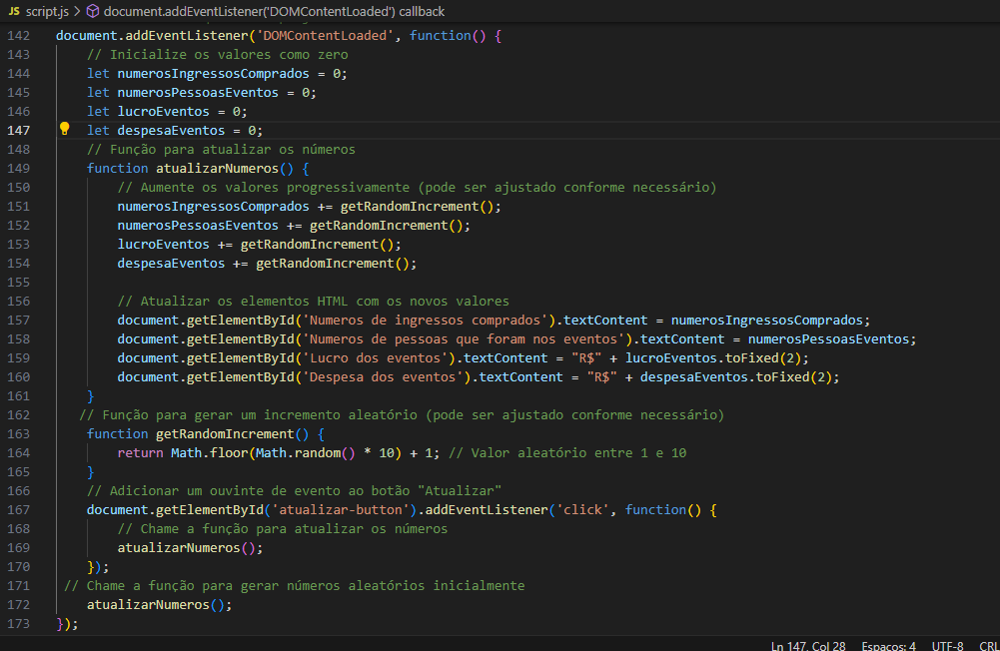 JS script.js > document.addEventListener('DOMContentLoaded') callback
142 document.addEventListener('DOMContentLoaded', function() {
143     // Inicialize os valores como zero
144     let numerosIngressosComprados = 0;
145     let numerosPessoasEventos = 0;
146     let lucroEventos = 0;
147     let despesaEventos = 0;
148     // Função para atualizar os números
149     function atualizarNumeros() {
150         // Aumente os valores progressivamente (pode ser ajustado conforme necessário)
151         numerosIngressosComprados += getRandomIncrement();
152         numerosPessoasEventos += getRandomIncrement();
153         lucroEventos += getRandomIncrement();
154         despesaEventos += getRandomIncrement();
155
156         // Atualizar os elementos HTML com os novos valores
157         document.getElementById('Numeros de ingressos comprados').textContent = numerosIngressosComprados;
158         document.getElementById('Numeros de pessoas que foram nos eventos').textContent = numerosPessoasEventos;
159         document.getElementById('Lucro dos eventos').textContent = "R$" + lucroEventos.toFixed(2);
160         document.getElementById('Despesa dos eventos').textContent = "R$" + despesaEventos.toFixed(2);
161     }
162    // Função para gerar um incremento aleatório (pode ser ajustado conforme necessário)
163     function getRandomIncrement() {
164         return Math.floor(Math.random() * 10) + 1; // Valor aleatório entre 1 e 10
165     }
166     // Adicionar um ouvinte de evento ao botão "Atualizar"
167     document.getElementById('atualizar-button').addEventListener('click', function() {
168         // Chame a função para atualizar os números
169         atualizarNumeros();
170     });
171  // Chame a função para gerar números aleatórios inicialmente
172     atualizarNumeros();
173 });
Ln 147, Col 28 Espaços: 4 UTF-8